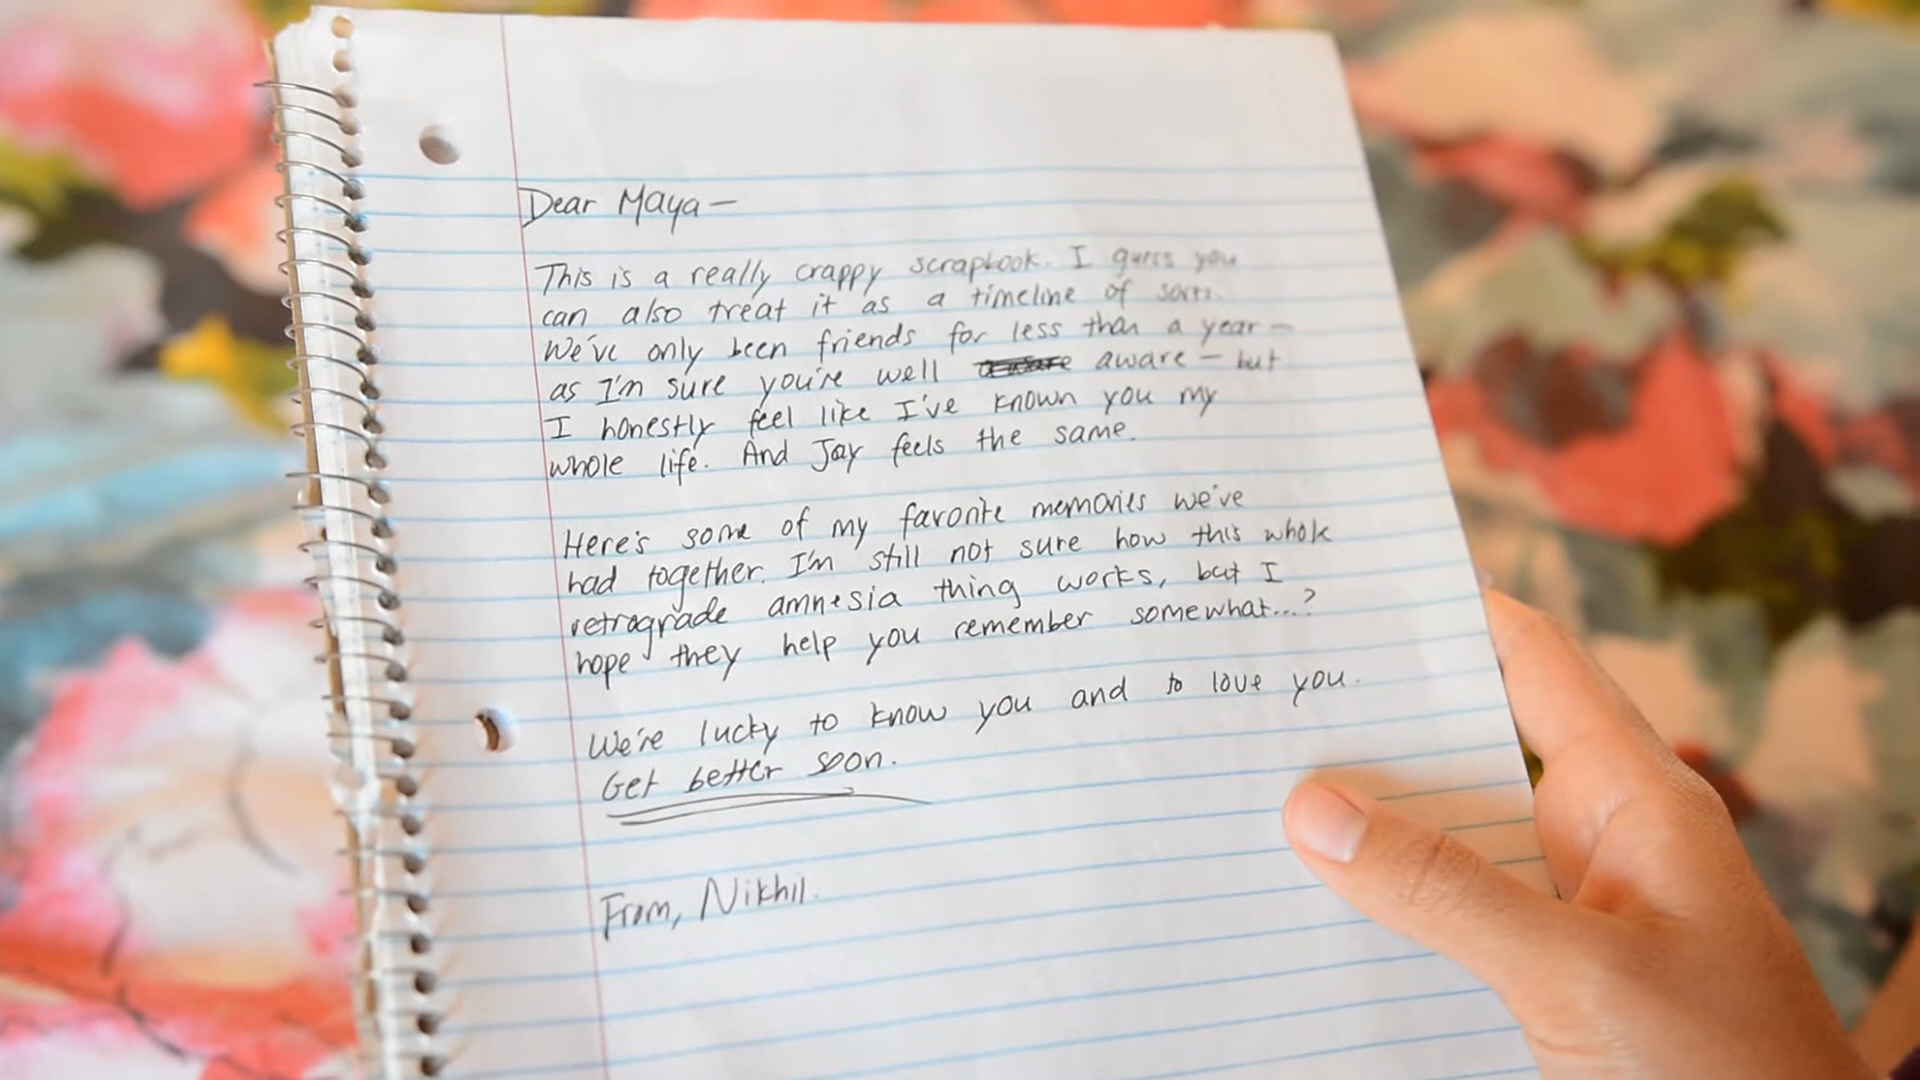 Dear Maya—
This is a really crappy scrapbook. I guess you
can also treat it as a timeline of sorts.
We've only been friends for less than a year—
as I'm sure you're well aware — but
I honestly feel like I've known you my
whole life. And Jay feels the same.
Here's some of my favorite memories we've
had together. I'm still not sure how this whole
retrograde amnesia thing works, but I
hope they help you remember somewhat...?
We're lucky to know you and to love you.
Get better soon.
From, Nikhil.